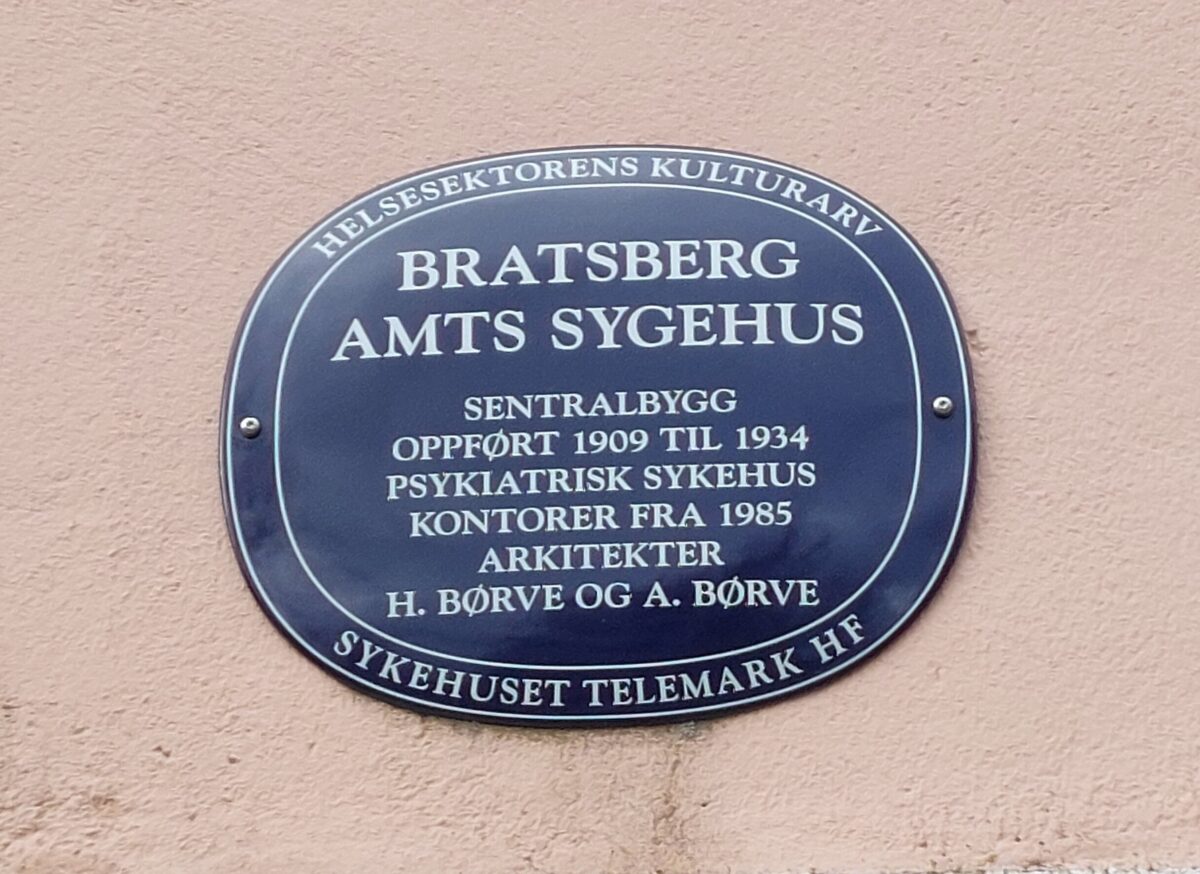 HELSESEKTORENS KULTURARV
BRATSBERG
AMTS SYGEHUS
SENTRALBYGG
OPPFØRT 1909 TIL 1934
PSYKIATRISK SYKEHUS
KONTORER FRA 1985
ARKITEKTER
H. BØRVE OG A. BØRVE
SYKEHUSET TELEMARK HF